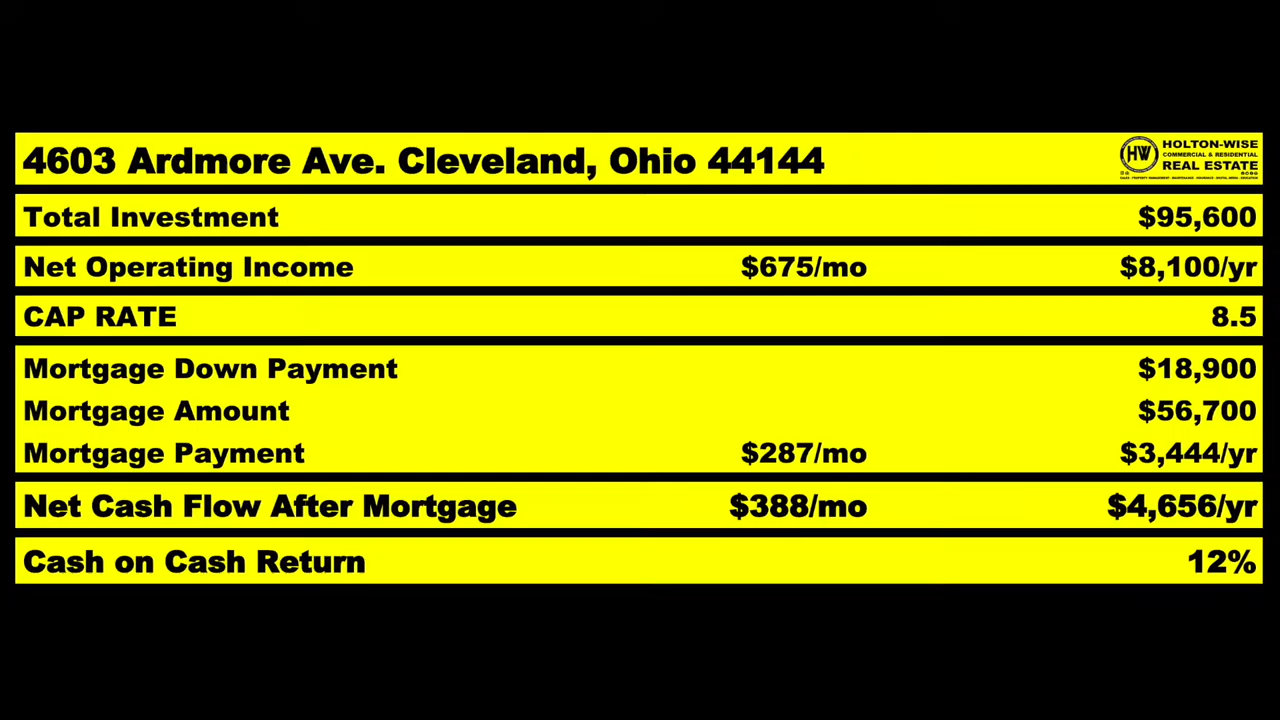 4603 Ardmore Ave. Cleveland, Ohio 44144
HW
HOLTON-WISE
COMMERCIAL & RESIDENTIAL
REAL ESTATE
Total Investment $95,600
Net Operating Income $675/mo $8,100/yr
CAP RATE 8.5
Mortgage Down Payment $18,900
Mortgage Amount $56,700
Mortgage Payment $287/mo $3,444/yr
Net Cash Flow After Mortgage $388/mo $4,656/yr
Cash on Cash Return 12%